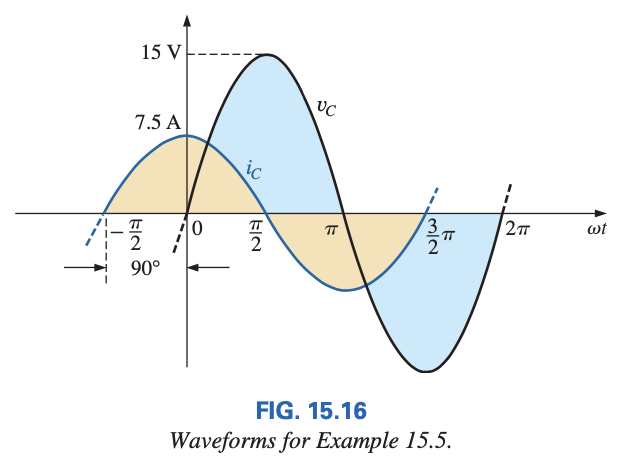 15 V
v_C
7.5 A
i_C
−π/2
0
π/2
π
3/2 π
2π
ωt
90°
FIG. 15.16
Waveforms for Example 15.5.